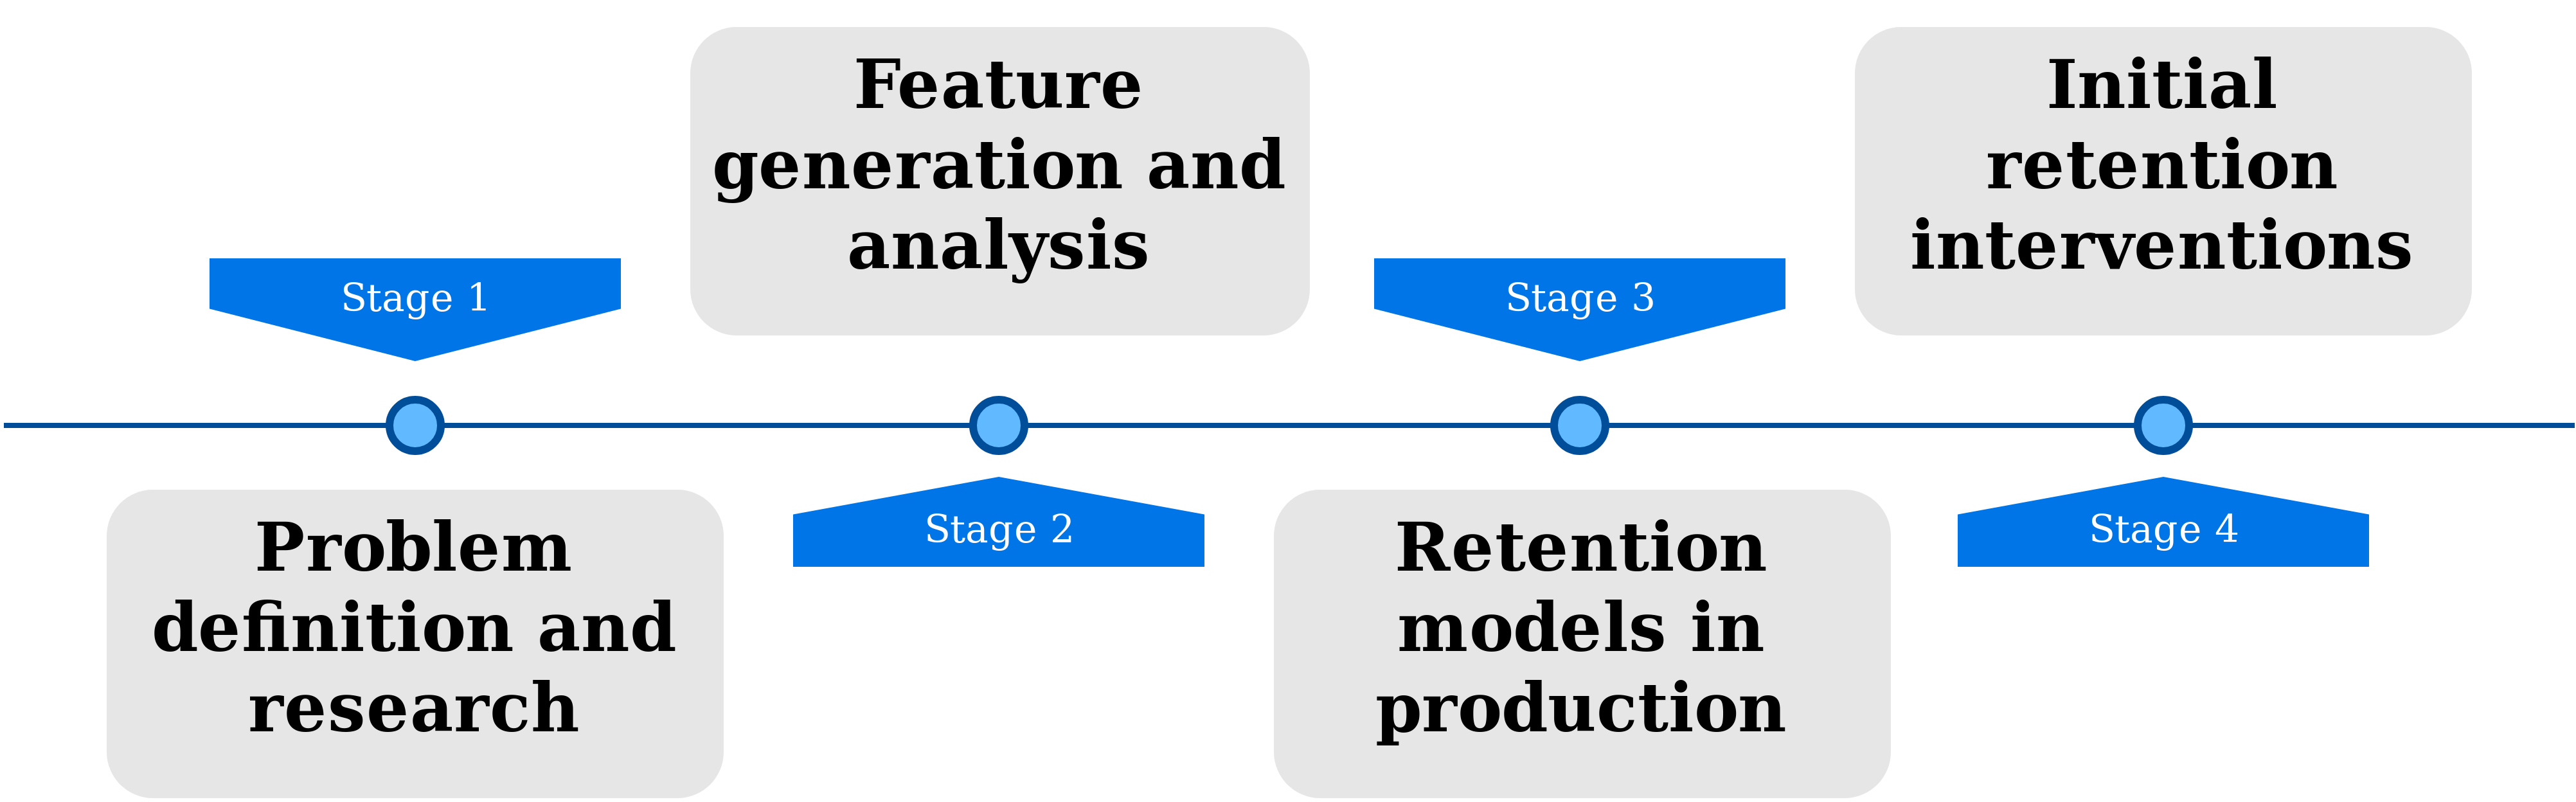 Stage 1
Problem
definition and
research
Feature
generation and
analysis
Stage 2
Stage 3
Retention
models in
production
Initial
retention
interventions
Stage 4